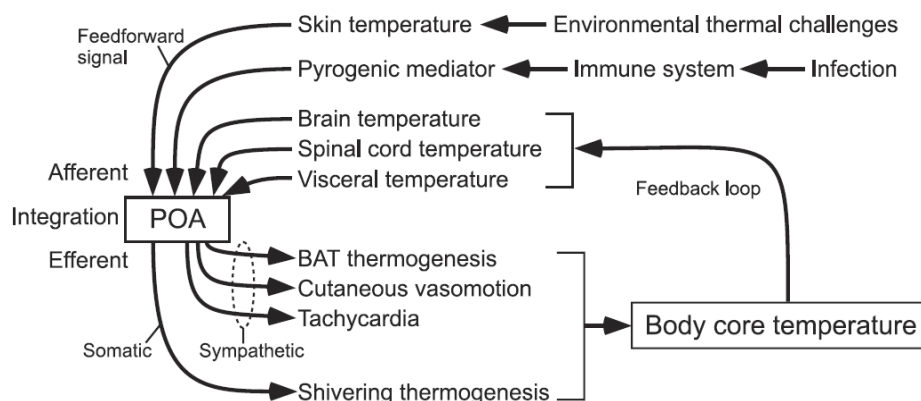 Skin temperature
Environmental thermal challenges
Feedforward
signal
Pyrogenic mediator
Immune system
Infection
Brain temperature
Spinal cord temperature
Visceral temperature
Feedback loop
Afferent
Integration
POA
Efferent
BAT thermogenesis
Cutaneous vasomotion
Tachycardia
Body core temperature
Somatic
Sympathetic
Shivering thermogenesis